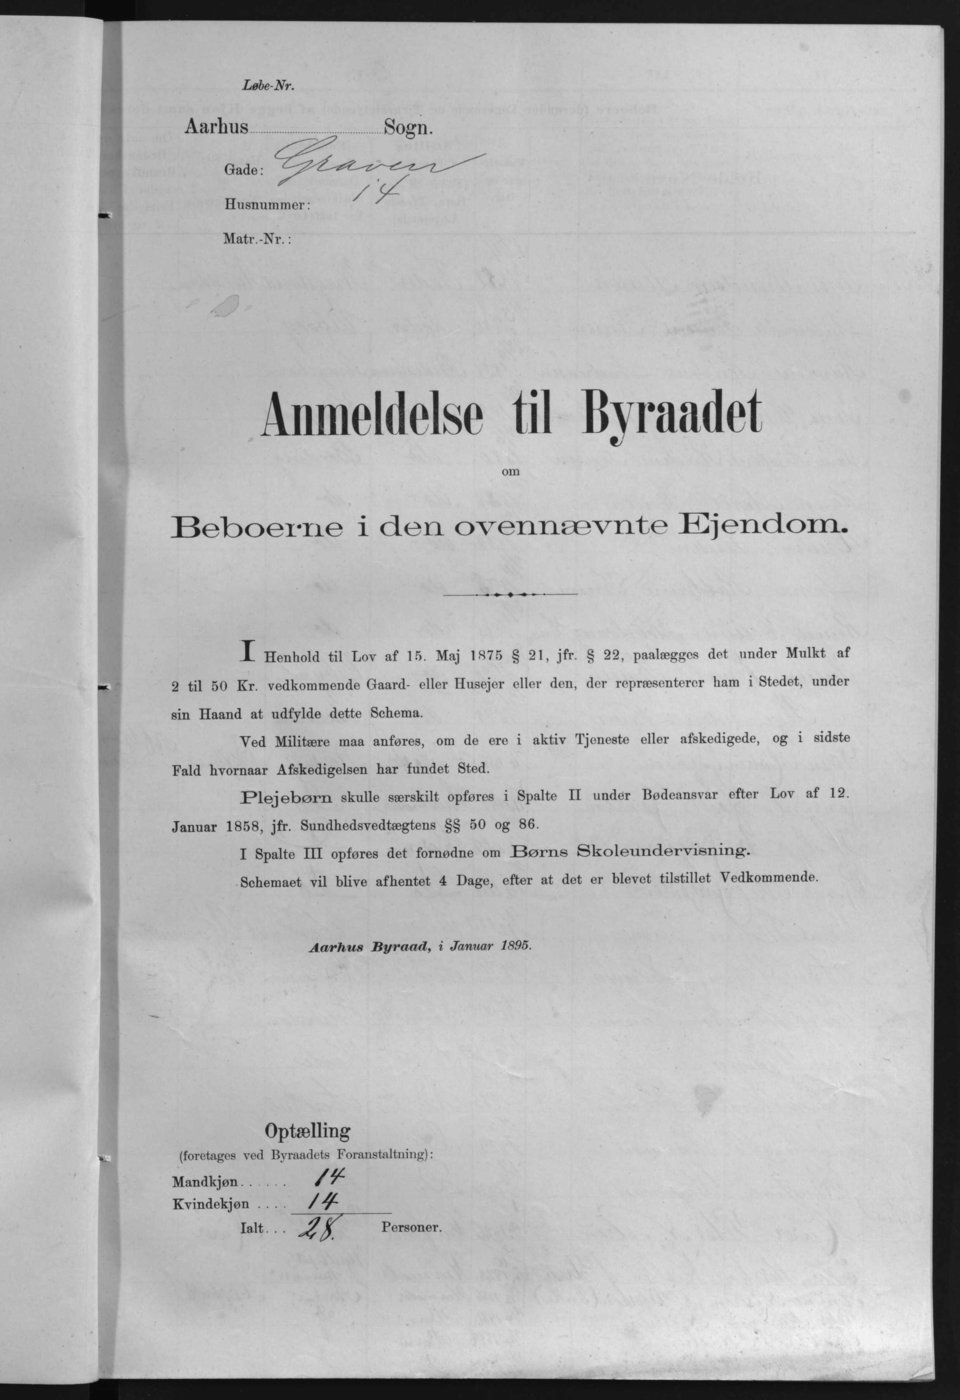 Løbe-Nr.
Aarhus Sogn.
Gade: Graven
Husnummer: 14
Matr.-Nr.:
Anmeldelse til Byraadet
om
Beboerne i den ovennævnte Ejendom.
I Henhold til Lov af 15. Maj 1875 § 21, jfr. § 22, paalægges det under Mulkt af
2 til 50 Kr. vedkommende Gaard- eller Husejer eller den, der repræsenterer ham i Stedet, under
sin Haand at udfylde dette Schema.
Ved Militære maa anføres, om de ere i aktiv Tjeneste eller afskedigede, og i sidste
Fald hvornaar Afskedigelsen har fundet Sted.
Plejebørn skulle særskilt opføres i Spalte II under Bødeansvar efter Lov af 12.
Januar 1858, jfr. Sundhedsvedtægtens §§ 50 og 86.
I Spalte III opføres det fornødne om Børns Skoleundervisning.
Schemaet vil blive afhentet 4 Dage, efter at det er blevet tilstillet Vedkommende.
Aarhus Byraad, i Januar 1895.
Optælling
(foretages ved Byraadets Foranstaltning):
Mandkjøn...... 14
Kvindekjøn.... 14
Ialt... 28. Personer.